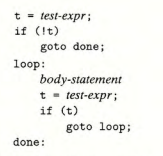 t = test-expr;
if (!t)
    goto done;
loop:
    body-statement
    t = test-expr;
    if (t)
        goto loop;
done: